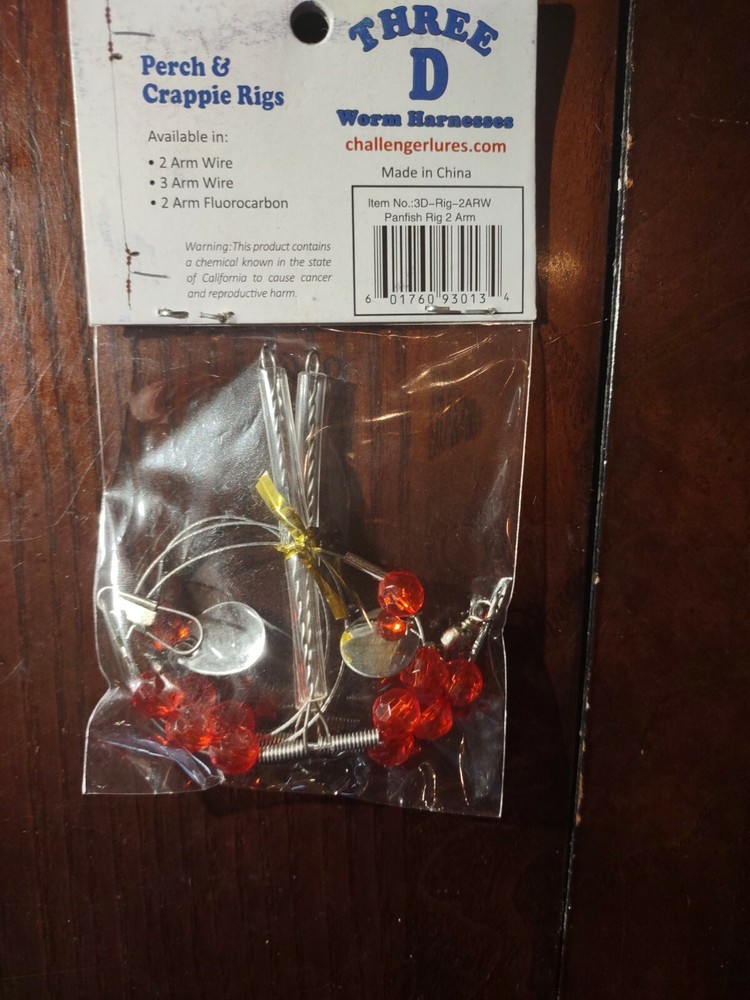 Perch &
Crappie Rigs
Available in:
• 2 Arm Wire
• 3 Arm Wire
• 2 Arm Fluorocarbon
Warning:This product contains
a chemical known in the state
of California to cause cancer
and reproductive harm.
THREE
D
Worm Harnesses
challengerlures.com
Made in China
Item No.:3D-Rig-2ARW
Panfish Rig 2 Arm
6 01760 93013 4